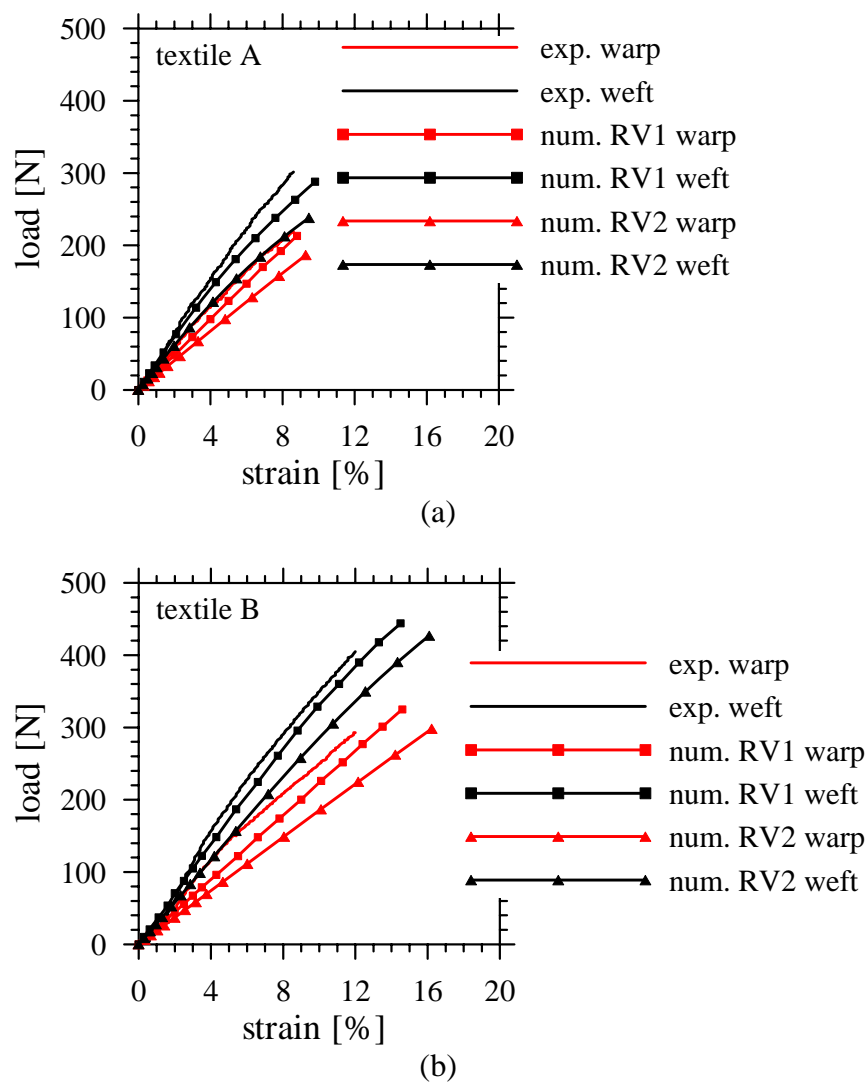 500
textile A
exp. warp
exp. weft
400
num. RV1 warp
num. RV1 weft
300
num. RV2 warp
num. RV2 weft
200
100
0
load [N]
0 4 8 12 16 20
strain [%]
(a)
500
textile B
400
exp. warp
exp. weft
300
num. RV1 warp
num. RV1 weft
200
num. RV2 warp
num. RV2 weft
100
0
load [N]
0 4 8 12 16 20
strain [%]
(b)